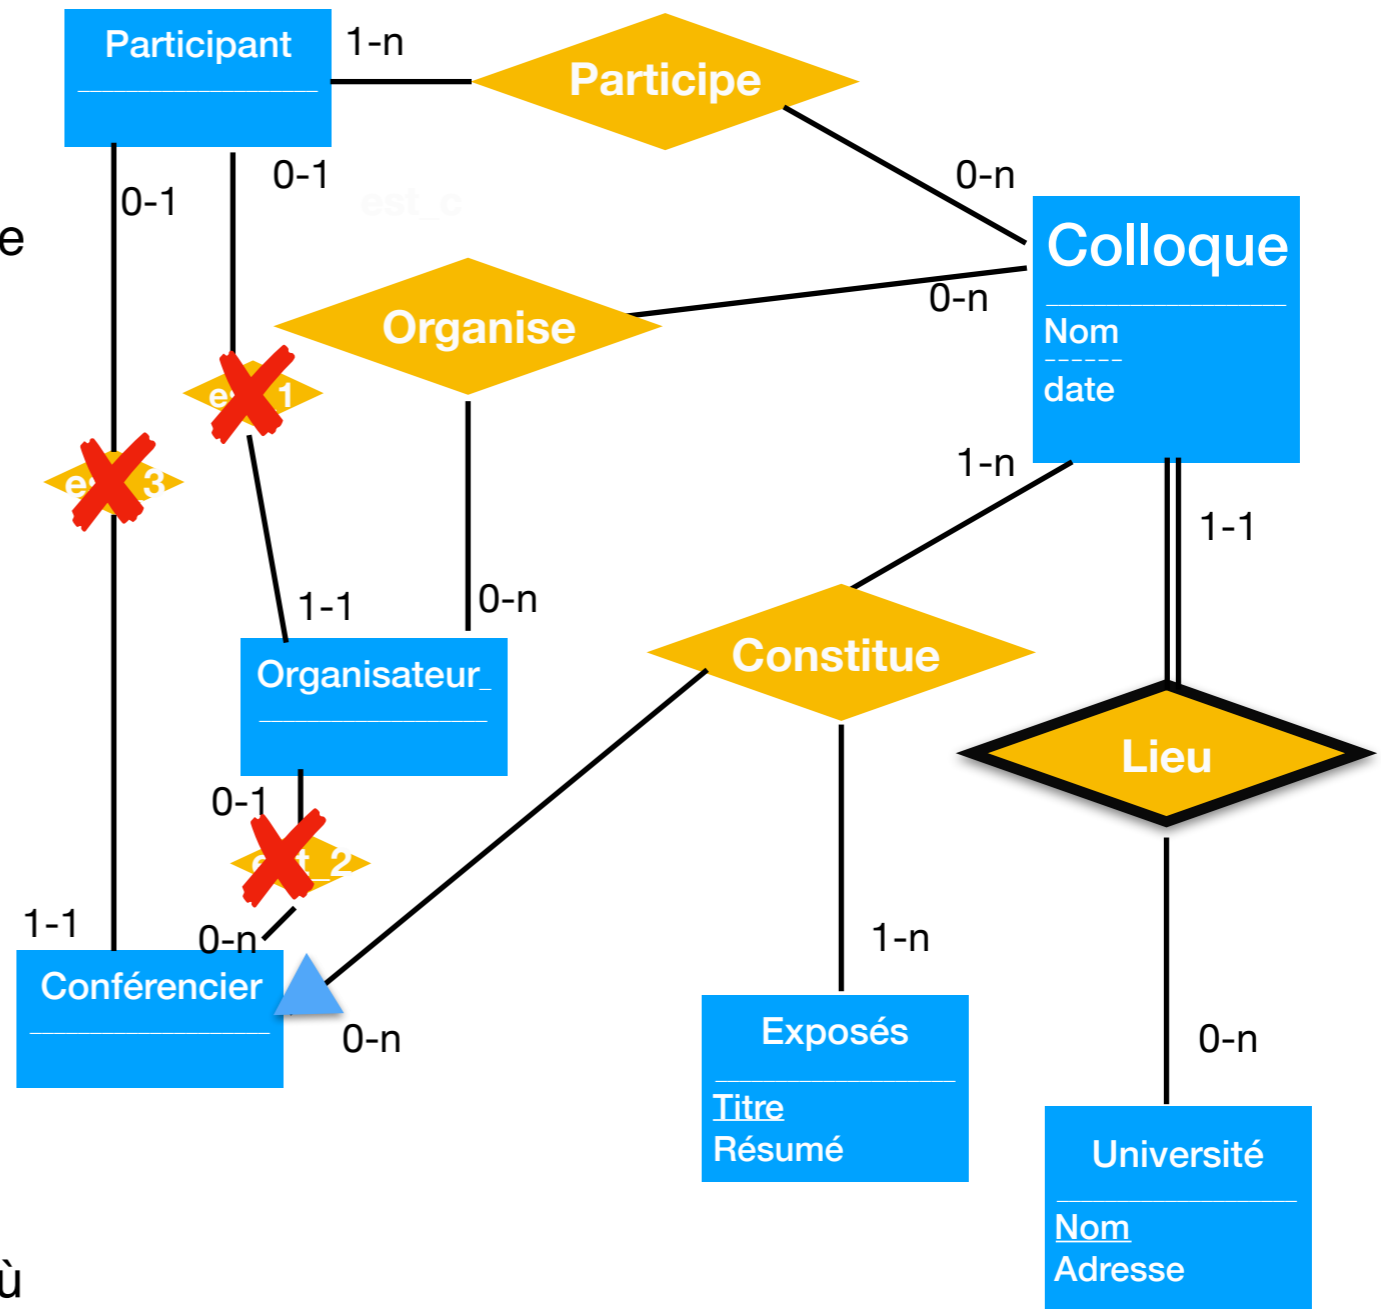 Participant
1-n
Participe
0-n
0-1
0-1
est_c
e
Colloque
Nom
date
Organise
0-n
1-n
1-1
1-1
0-n
Organisateur_
Constitue
Lieu
0-1
1-1
0-n
Conférencier
0-n
1-n
Exposés
Titre
Résumé
0-n
Université
Nom
Adresse
ù